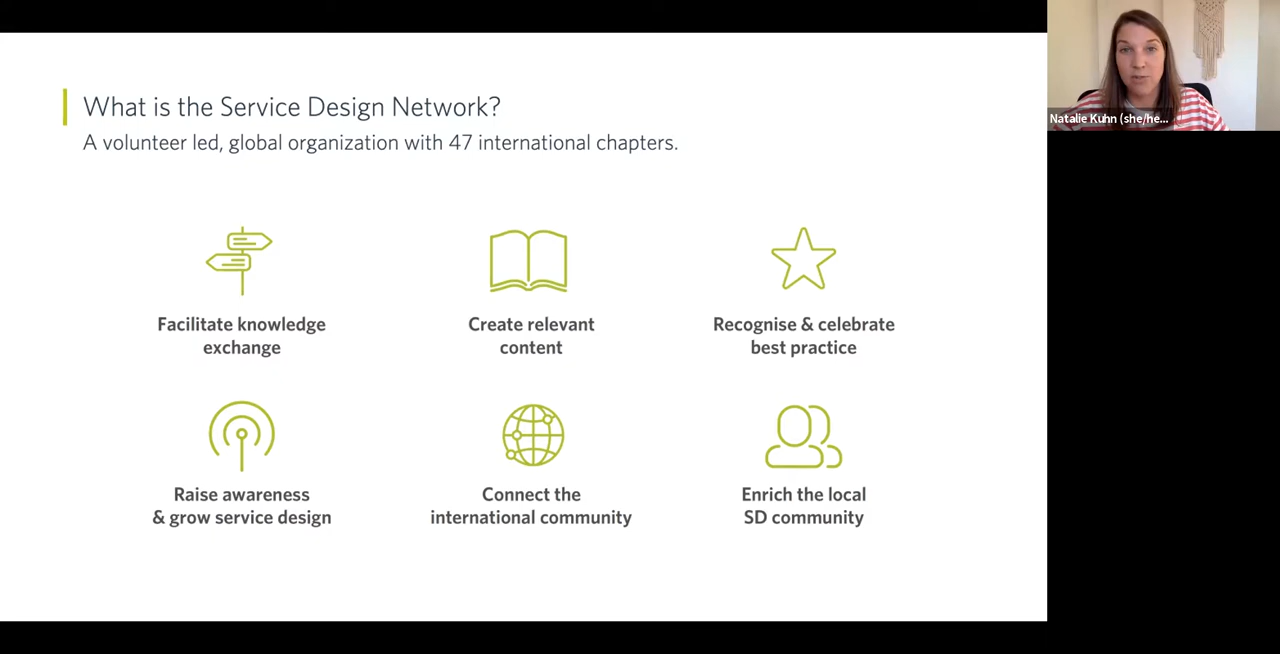 What is the Service Design Network?
A volunteer led, global organization with 47 international chapters.
Natalie Kuhn (she/he...
Facilitate knowledge
exchange
Create relevant
content
Recognise & celebrate
best practice
Raise awareness
& grow service design
Connect the
international community
Enrich the local
SD community